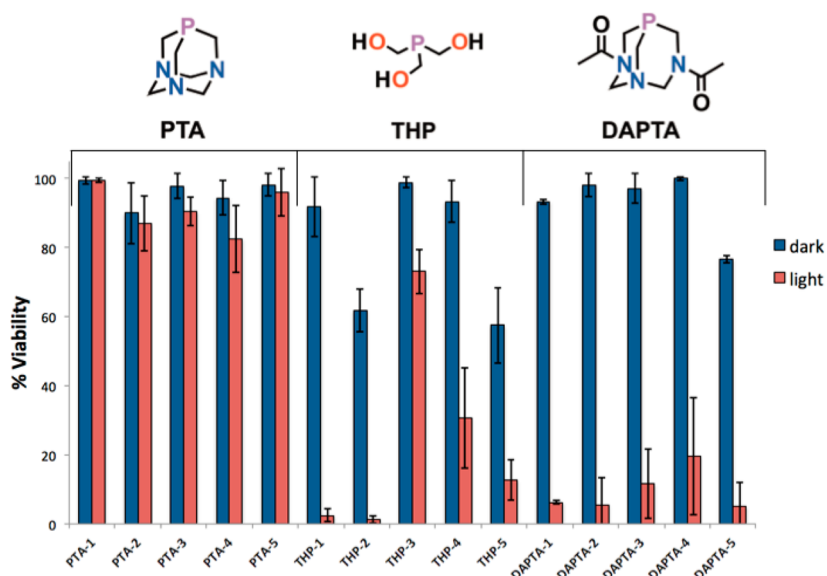 P
N
N
N
HO
P
OH
HO
O
P
N
N
N
O
PTA
THP
DAPTA
100
80
60
40
20
0
% Viability
dark
light
PTA-1
PTA-2
PTA-3
PTA-4
PTA-5
THP-1
THP-2
THP-3
THP-4
THP-5
DAPTA-1
DAPTA-2
DAPTA-3
DAPTA-4
DAPTA-5